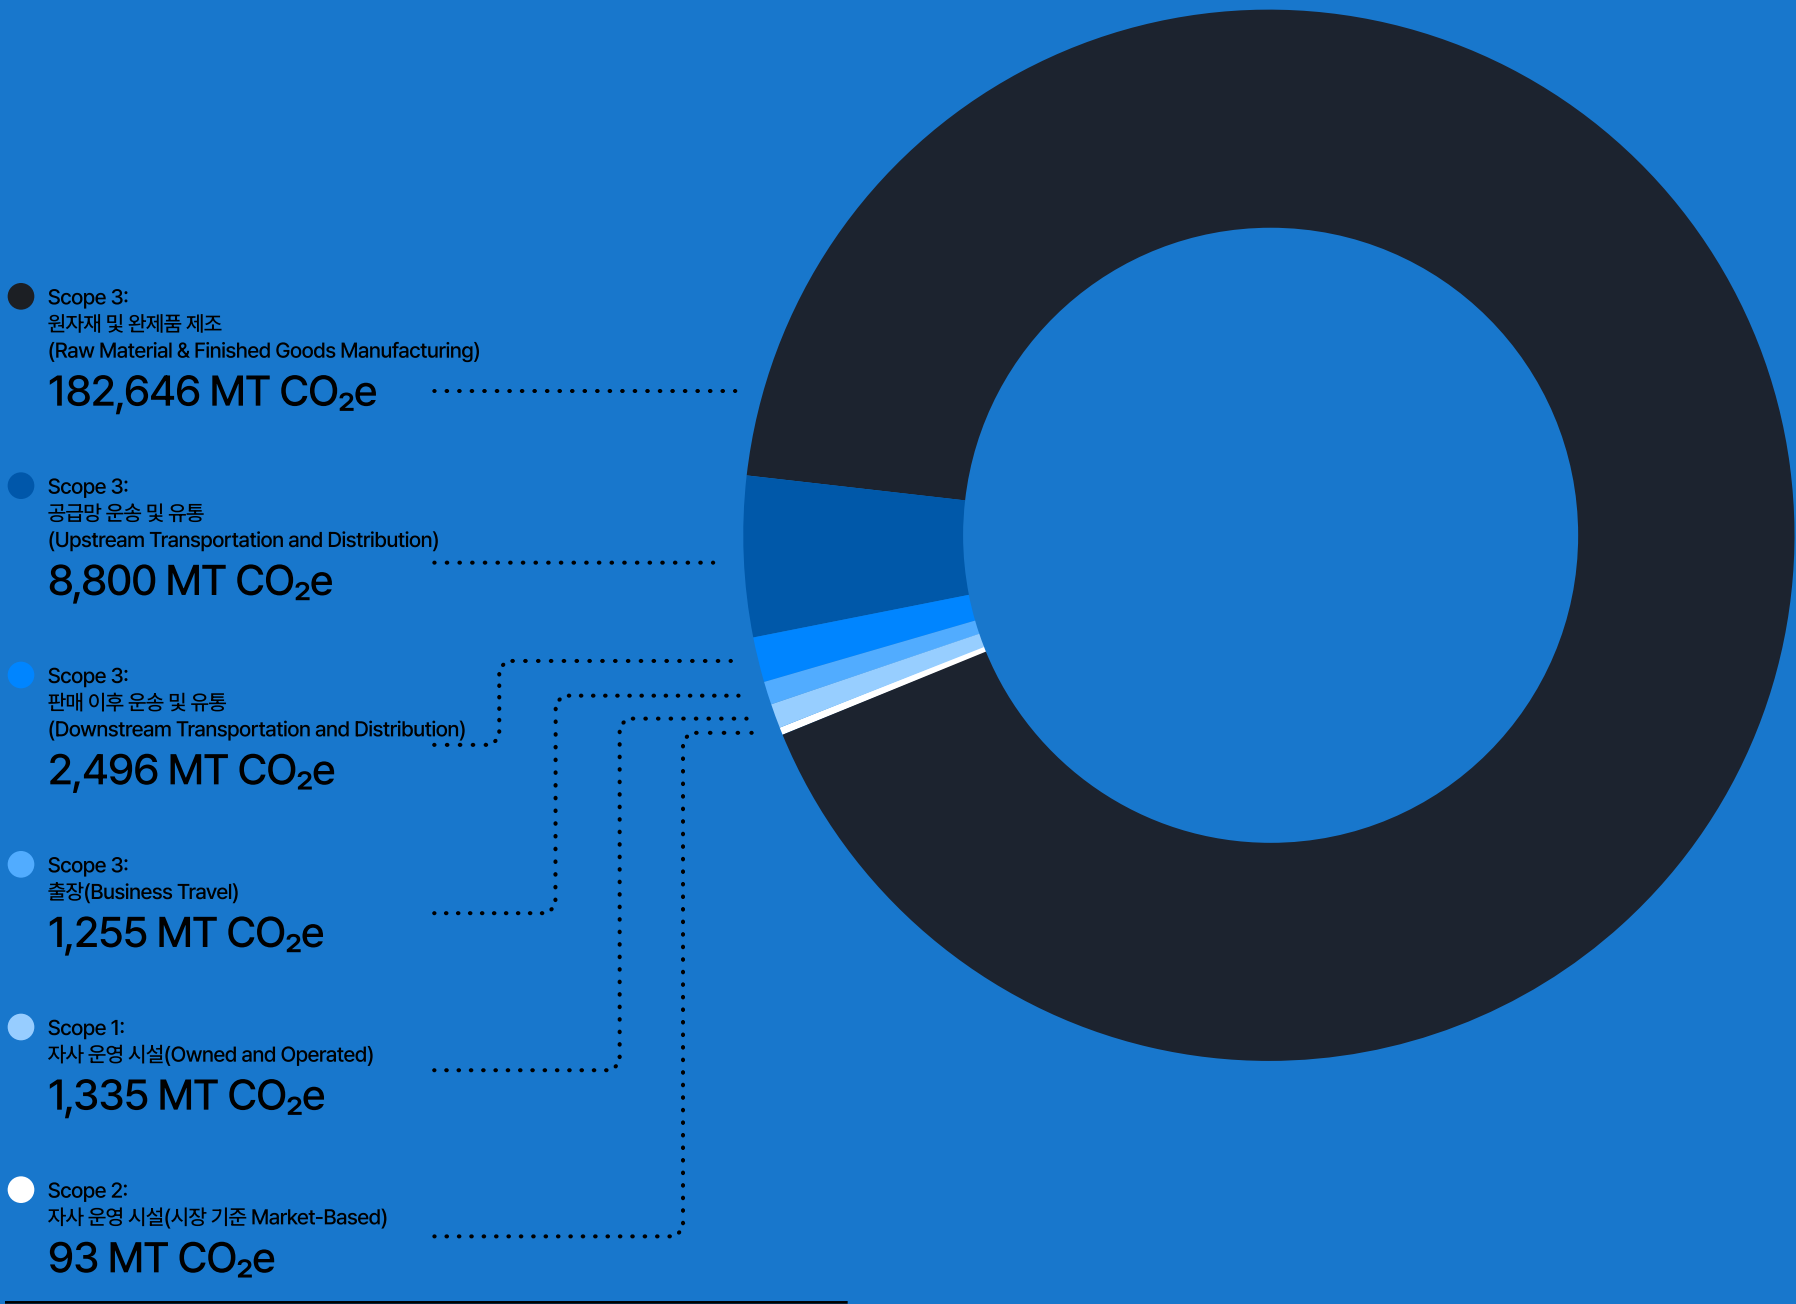 Scope 3:
원자재 및 완제품 제조
(Raw Material & Finished Goods Manufacturing)
182,646 MT CO₂e
Scope 3:
공급망 운송 및 유통
(Upstream Transportation and Distribution)
8,800 MT CO₂e
Scope 3:
판매 이후 운송 및 유통
(Downstream Transportation and Distribution)
2,496 MT CO₂e
Scope 3:
출장(Business Travel)
1,255 MT CO₂e
Scope 1:
자사 운영 시설(Owned and Operated)
1,335 MT CO₂e
Scope 2:
자사 운영 시설(시장 기준 Market-Based)
93 MT CO₂e